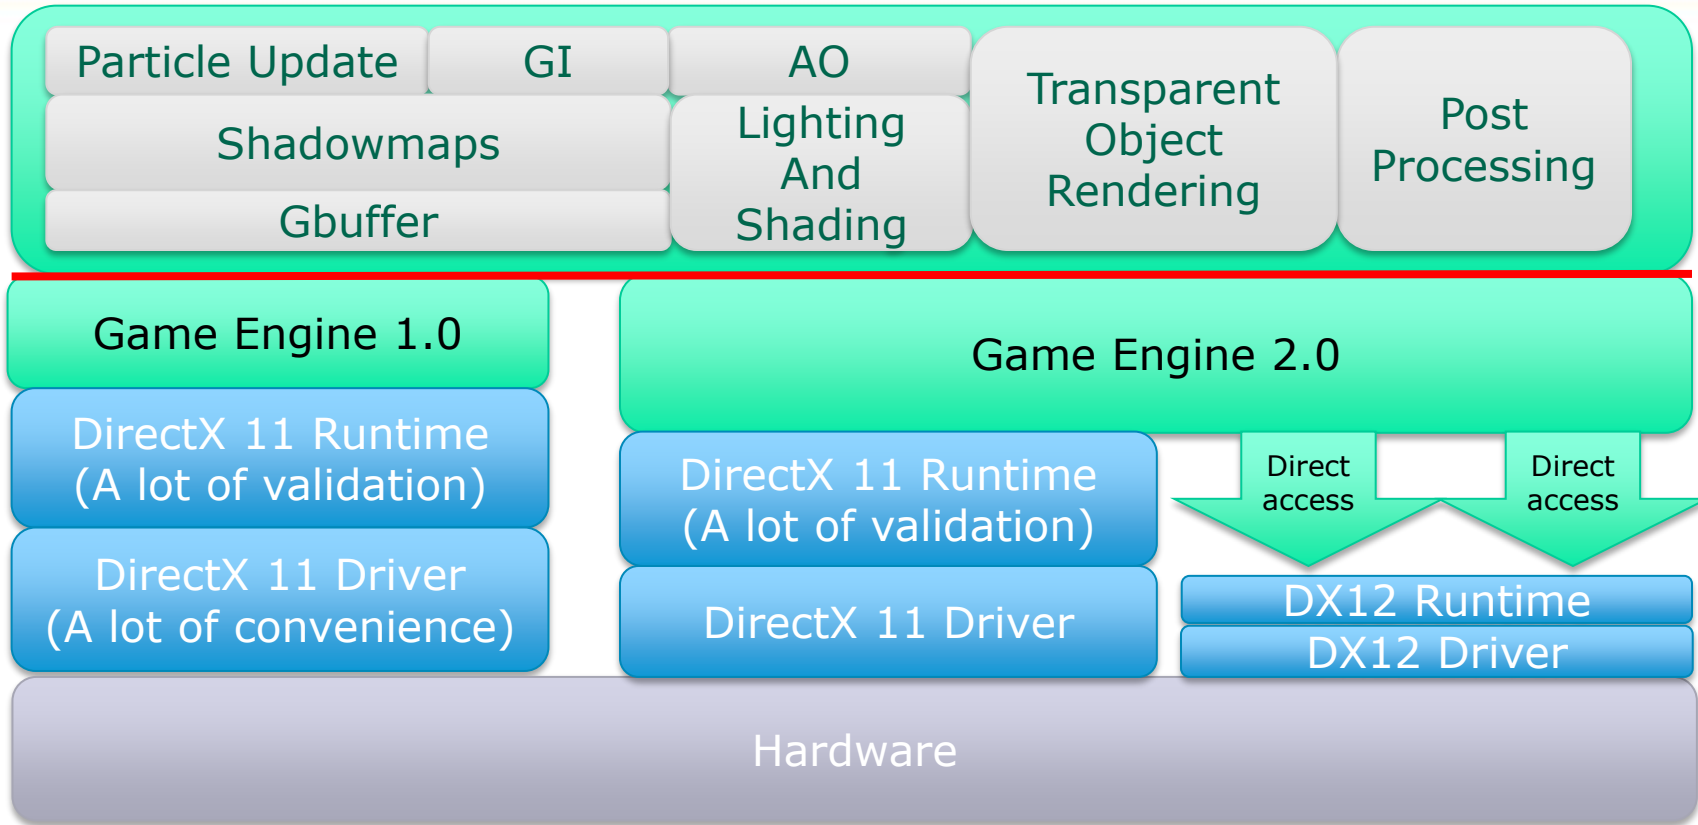 Particle Update
GI
AO
Shadowmaps
Gbuffer
Lighting
And
Shading
Transparent
Object
Rendering
Post
Processing
Game Engine 1.0
DirectX 11 Runtime
(A lot of validation)
DirectX 11 Driver
(A lot of convenience)
Game Engine 2.0
DirectX 11 Runtime
(A lot of validation)
DirectX 11 Driver
Direct
access
Direct
access
DX12 Runtime
DX12 Driver
Hardware